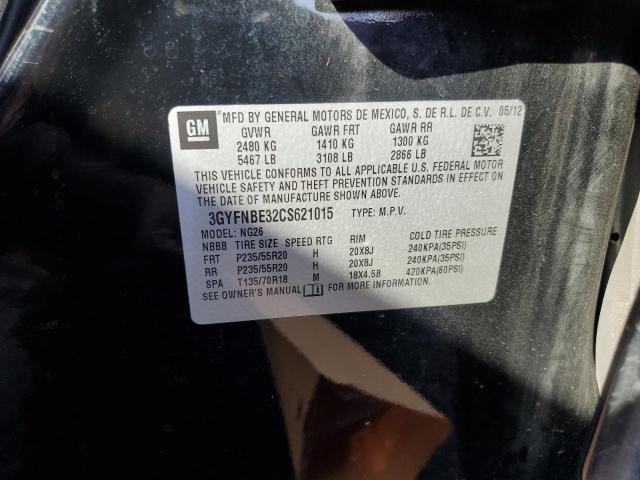 GM
MFD BY GENERAL MOTORS DE MEXICO, S. DE R.L. DE C.V. 05/12
GVWR GAWR FRT GAWR RR
2480 KG 1410 KG 1300 KG
5467 LB 3108 LB 2866 LB
THIS VEHICLE CONFORMS TO ALL APPLICABLE U.S. FEDERAL MOTOR
VEHICLE SAFETY AND THEFT PREVENTION STANDARDS IN EFFECT ON
THE DATE OF MANUFACTURE SHOWN ABOVE.
3GYFNBE32CS621015 TYPE: M.P.V.
MODEL: NG26
NBBB TIRE SIZE SPEED RTG RIM COLD TIRE PRESSURE
FRT P235/55R20 H 20X8J 240KPA(35PSI)
RR P235/55R20 H 20X8J 240KPA(35PSI)
SPA T135/70R18 M 18X4.5B 420KPA(60PSI)
SEE OWNER'S MANUAL FOR MORE INFORMATION.